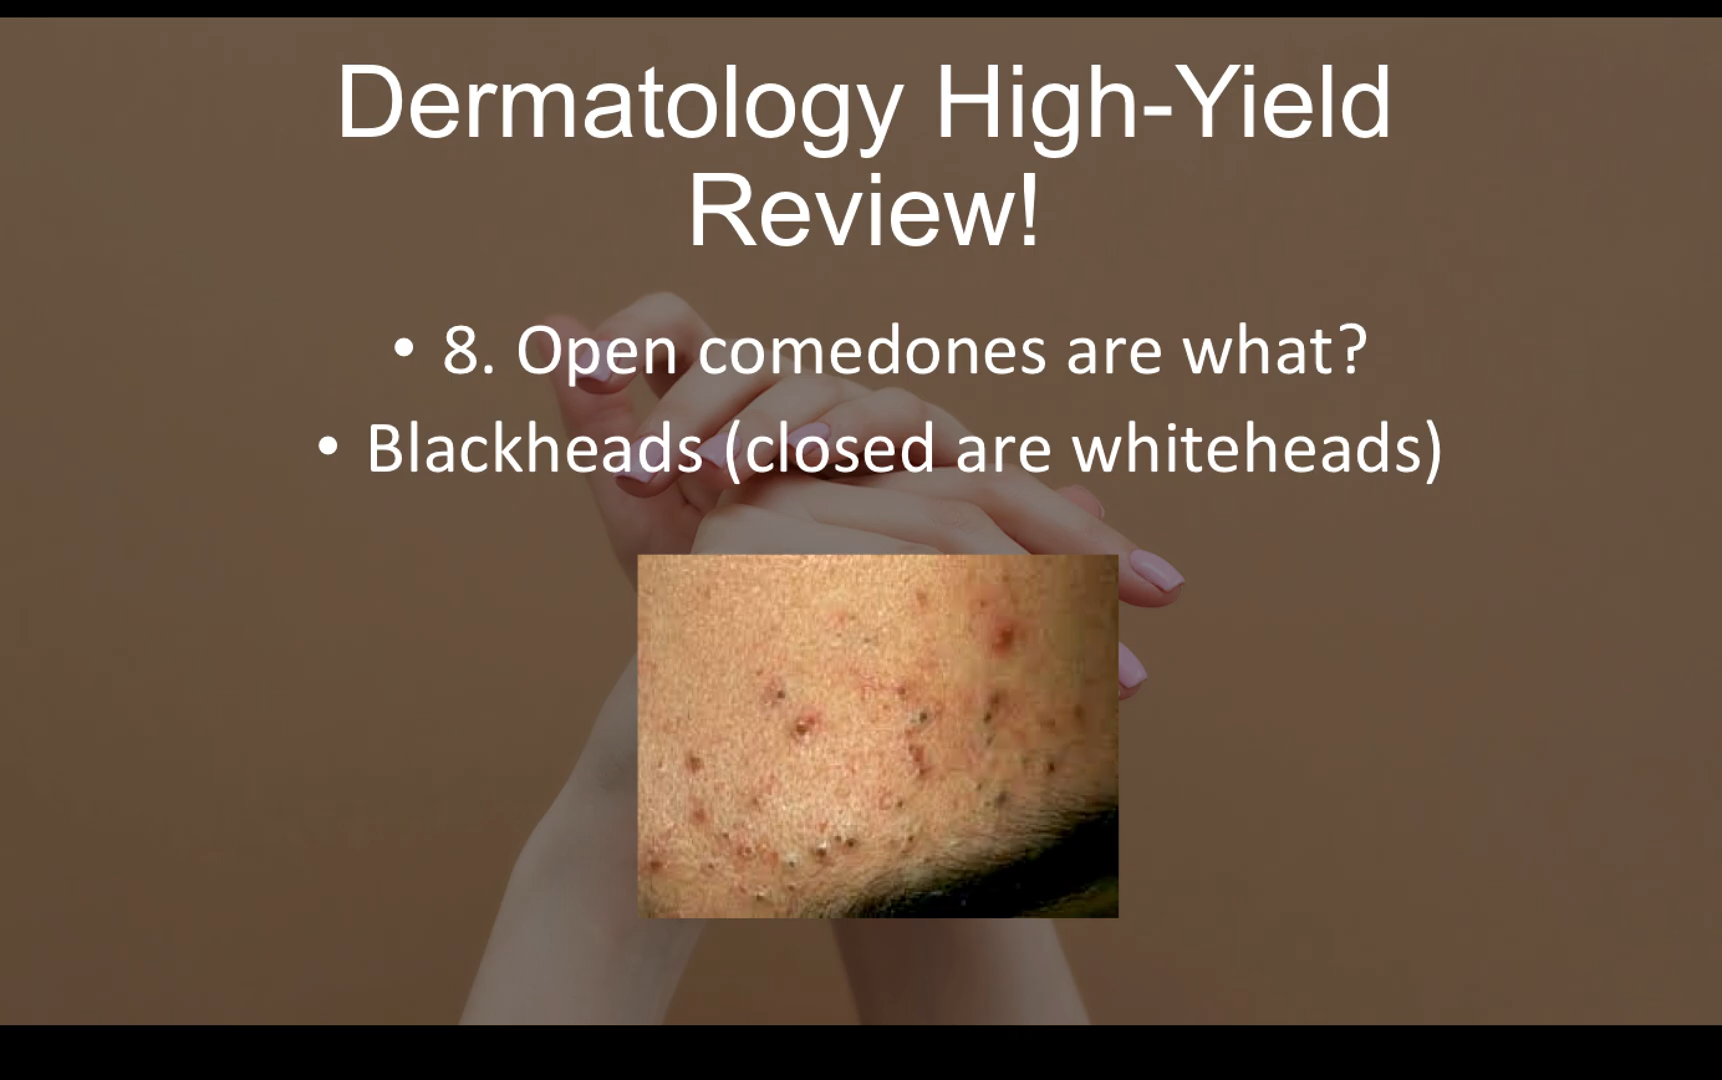 Dermatology High-Yield
Review!
• 8. Open comedones are what?
• Blackheads (closed are whiteheads)